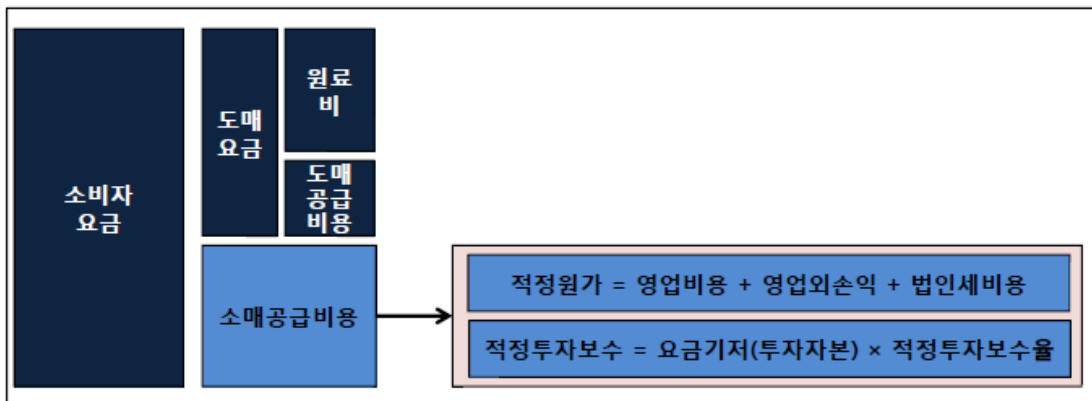 소비자
요금
도매
요금
원료
비
도매
공급
비용
소매공급비용
적정원가 = 영업비용 + 영업외손익 + 법인세비용
적정투자보수 = 요금기저(투자자본) × 적정투자보수율